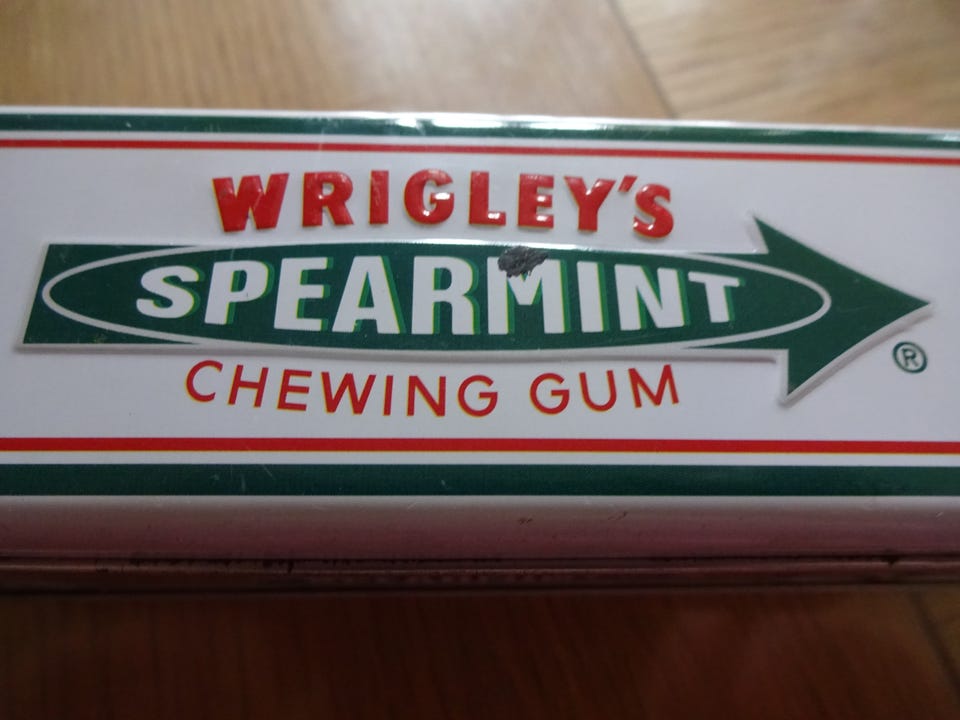 WRIGLEY'S
SPEARMINT
CHEWING GUM
®